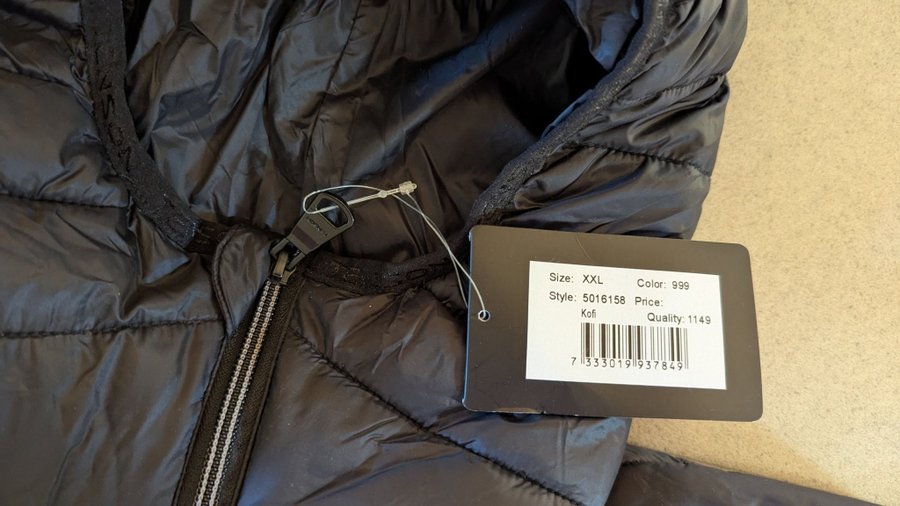 Size: XXL Color: 999
Style: 5016158 Price:
Kofi Quality: 1149
7 333019 937849